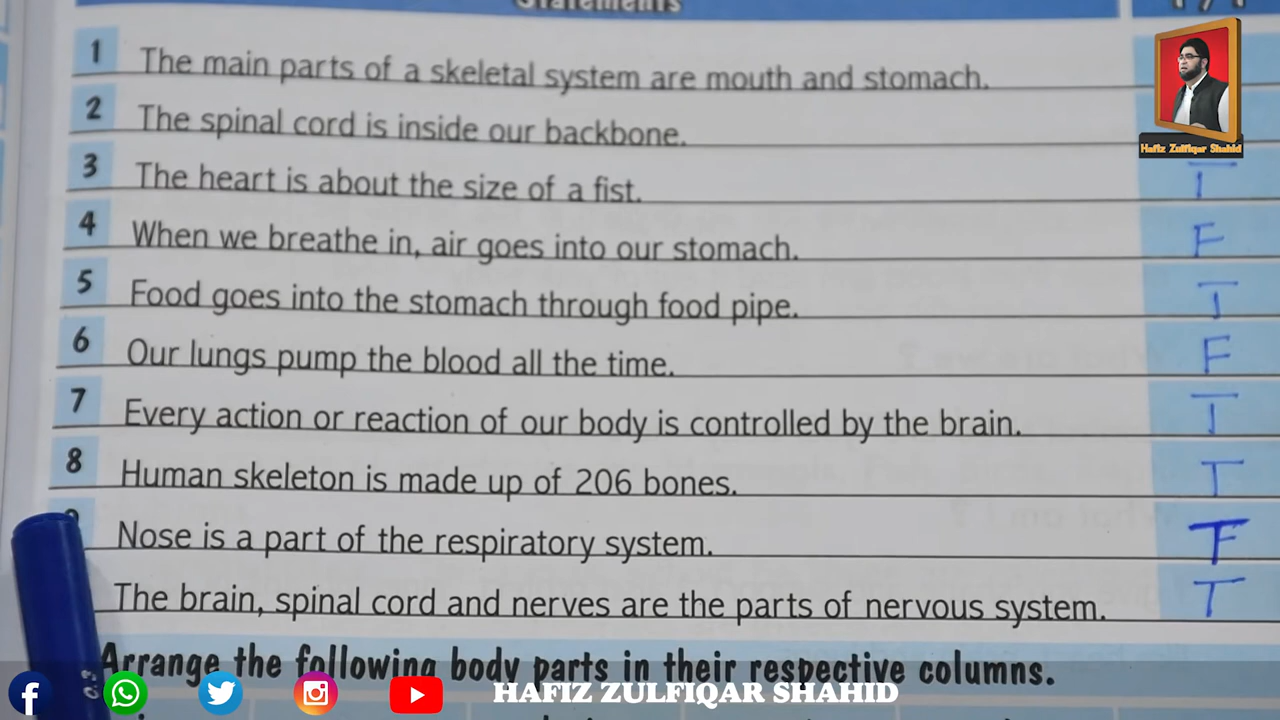 Statements
1 The main parts of a skeletal system are mouth and stomach.
2 The spinal cord is inside our backbone.
Hafiz Zulfiqar Shahid
3 The heart is about the size of a fist. T
4 When we breathe in, air goes into our stomach. F
5 Food goes into the stomach through food pipe. T
6 Our lungs pump the blood all the time. F
7 Every action or reaction of our body is controlled by the brain. T
8 Human skeleton is made up of 206 bones. T
Nose is a part of the respiratory system.
The brain, spinal cord and nerves are the parts of nervous system. T
Arrange the following body parts in their respective columns.
HAFIZ ZULFIQAR SHAHID